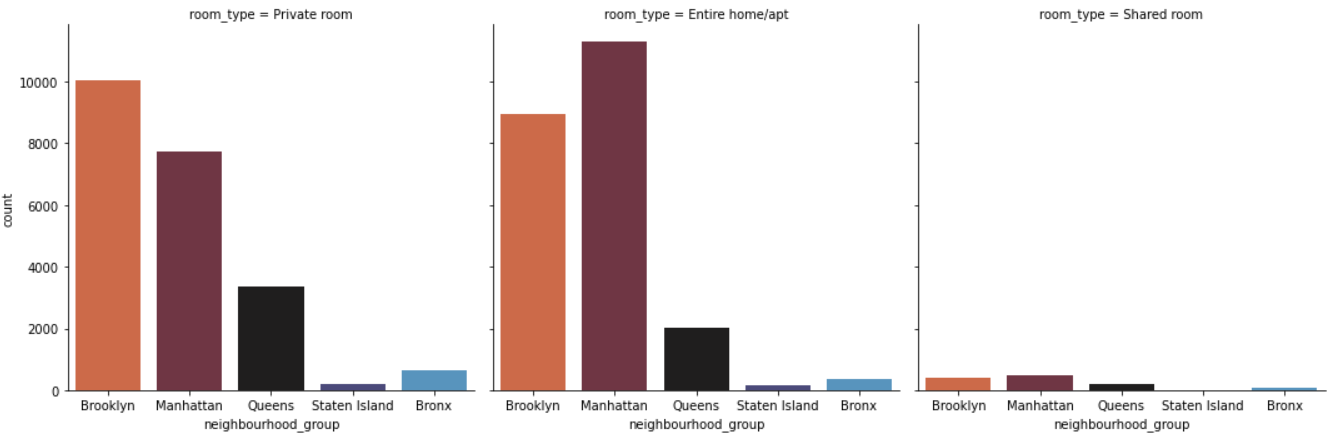 room_type = Private room
room_type = Entire home/apt
room_type = Shared room
count
10000
8000
6000
4000
2000
0
Brooklyn Manhattan Queens Staten Island Bronx
neighbourhood_group
Brooklyn Manhattan Queens Staten Island Bronx
neighbourhood_group
Brooklyn Manhattan Queens Staten Island Bronx
neighbourhood_group